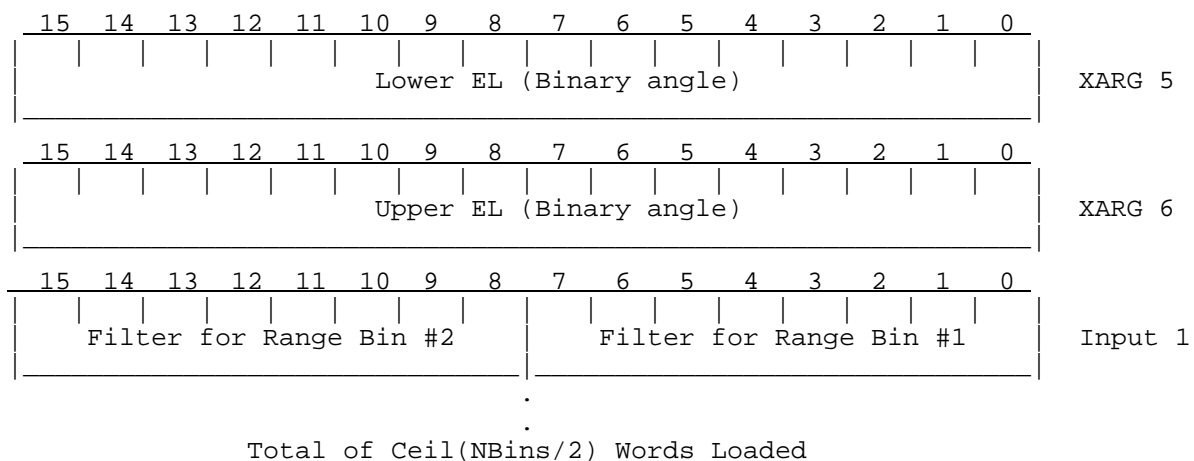 15 14 13 12 11 10 9 8 7 6 5 4 3 2 1 0
Lower EL (Binary angle) XARG 5
15 14 13 12 11 10 9 8 7 6 5 4 3 2 1 0
Upper EL (Binary angle) XARG 6
15 14 13 12 11 10 9 8 7 6 5 4 3 2 1 0
Filter for Range Bin #2 Filter for Range Bin #1 Input 1
.
.
Total of Ceil(NBins/2) Words Loaded